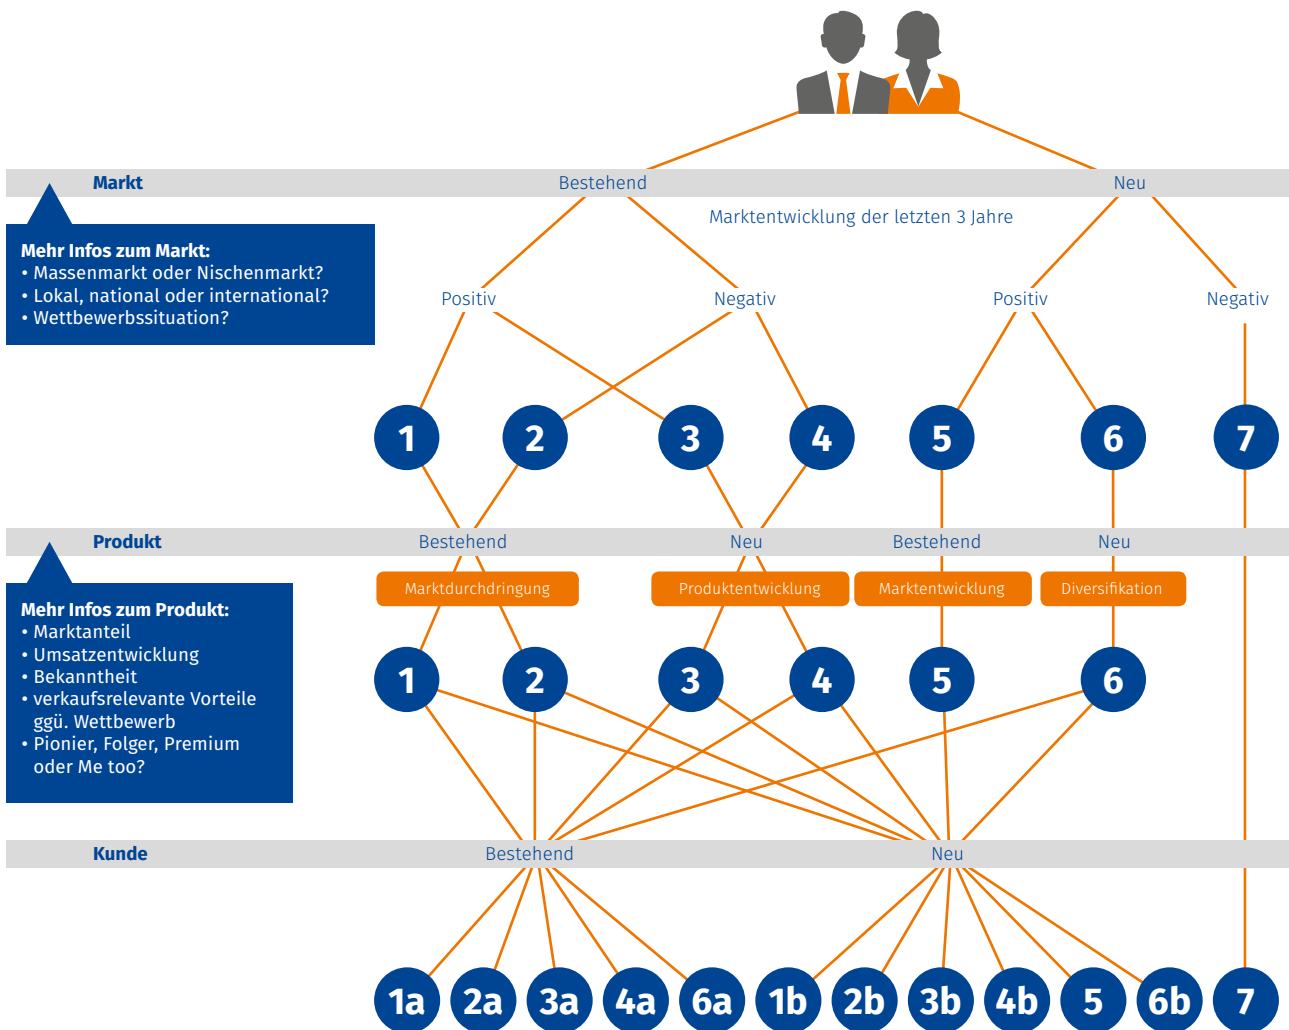 Markt
Bestehend
Neu
Marktentwicklung der letzten 3 Jahre
Mehr Infos zum Markt:
• Massenmarkt oder Nischenmarkt?
• Lokal, national oder international?
• Wettbewerbssituation?
Positiv
Negativ
Positiv
Negativ
1
2
3
4
5
6
7
Produkt
Bestehend
Neu
Bestehend
Neu
Marktdurchdringung
Produktentwicklung
Marktentwicklung
Diversifikation
Mehr Infos zum Produkt:
• Marktanteil
• Umsatzentwicklung
• Bekanntheit
• verkaufsrelevante Vorteile
ggü. Wettbewerb
• Pionier, Folger, Premium
oder Me too?
1
2
3
4
5
6
Kunde
Bestehend
Neu
1a
2a
3a
4a
6a
1b
2b
3b
4b
5
6b
7